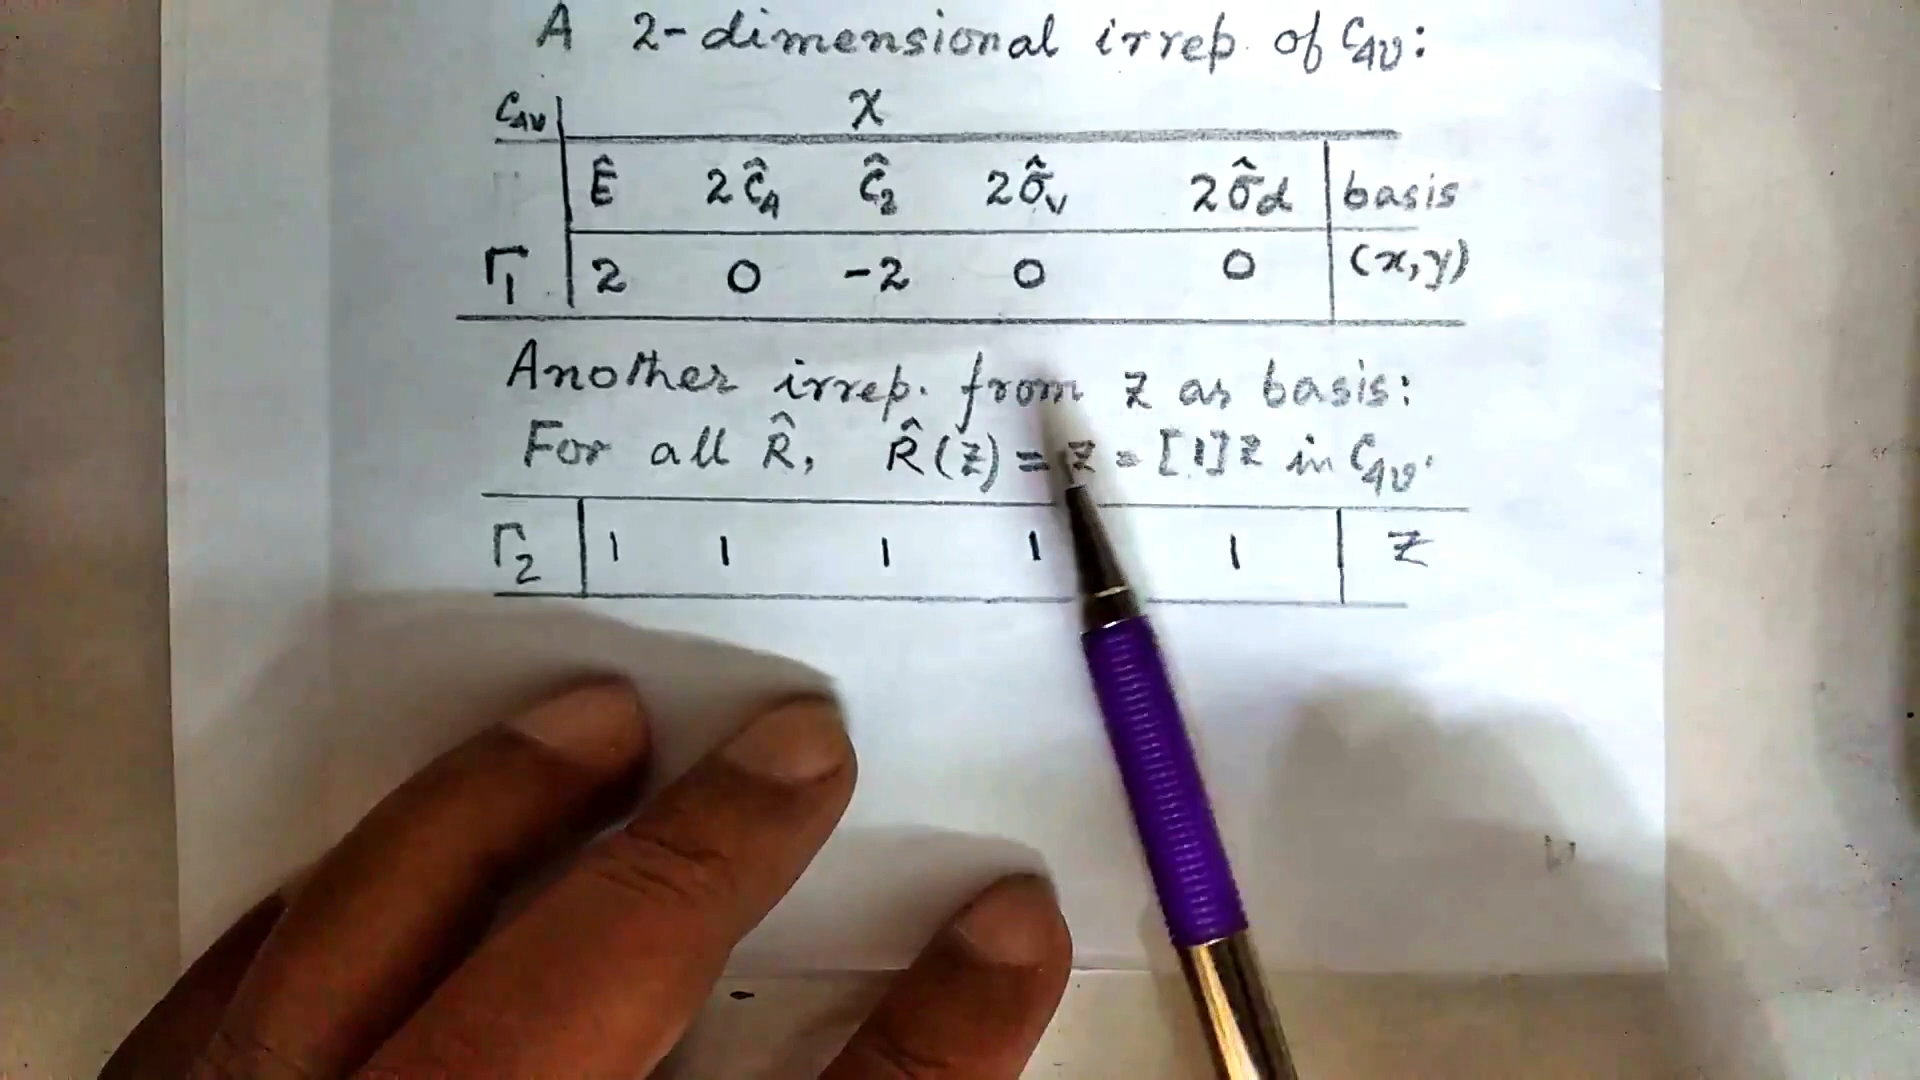 A 2-dimensional irrep. of C4v:
C4v χ
Ê 2Ĉ4 Ĉ2 2σ̂v 2σ̂d basis
Γ1 2 0 -2 0 0 (x,y)
Another irrep. from z as basis:
For all R̂, R̂(z) = z = [1]z in C4v.
Γ2 1 1 1 1 1 z